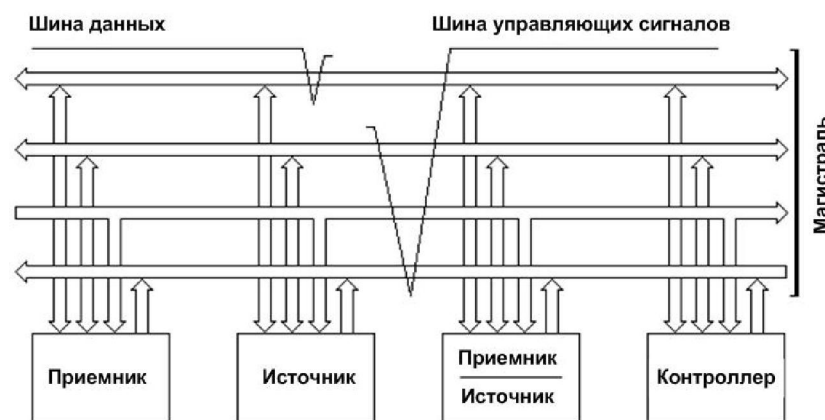 Шина данных
Шина управляющих сигналов
Магистраль
Приемник
Источник
Приемник
Источник
Контроллер